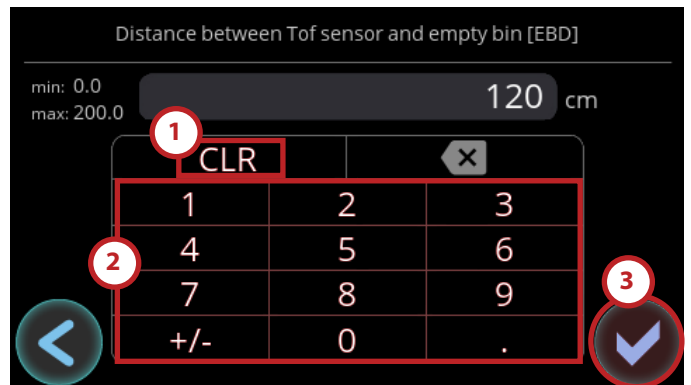 Distance between Tof sensor and empty bin [EBD]
min: 0.0
max: 200.0
120 cm
1
CLR
2
1 2 3
4 5 6
7 8 9
+/- 0 .
3